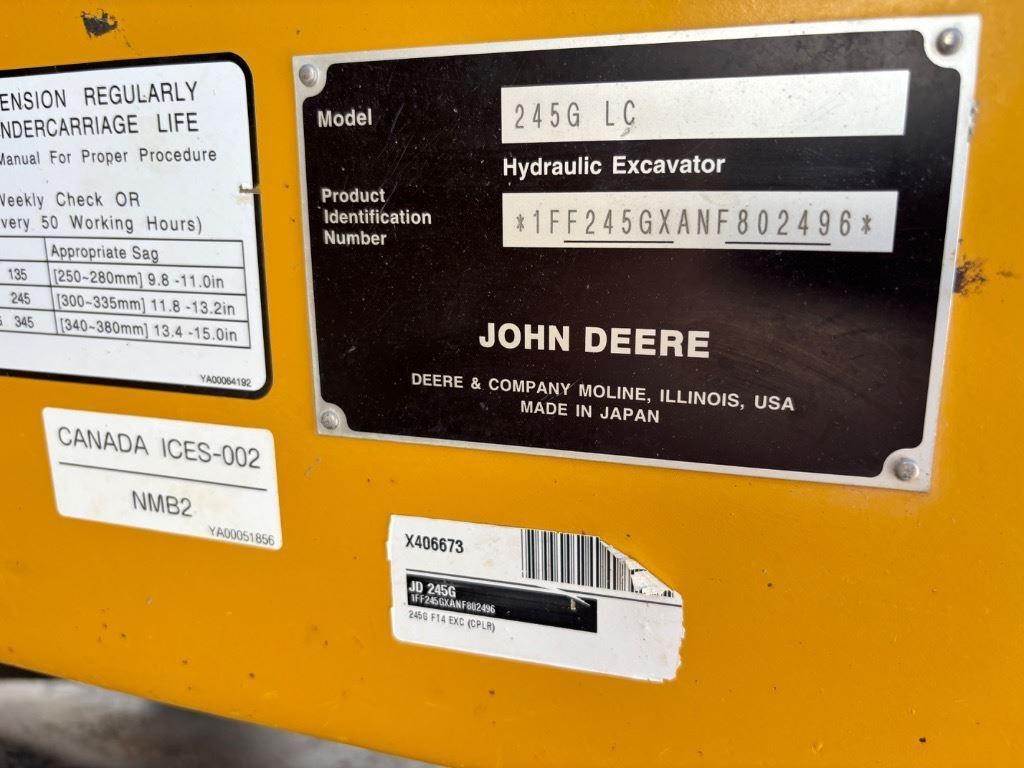 ENSION REGULARLY
NDERCARRIAGE LIFE
Manual For Proper Procedure
Weekly Check OR
very 50 Working Hours)
Appropriate Sag
135 [250~280mm] 9.8 -11.0in
245 [300~335mm] 11.8 -13.2in
345 [340~380mm] 13.4 -15.0in
YA00064192
CANADA ICES-002
NMB2
YA00051856
Model 245G LC
Hydraulic Excavator
Product
Identification
Number
*1FF245GXANF802496*
JOHN DEERE
DEERE & COMPANY MOLINE, ILLINOIS, USA
MADE IN JAPAN
X406673
JD 245G
1FF245GXANF802496
245G FT4 EXC (CPLR)